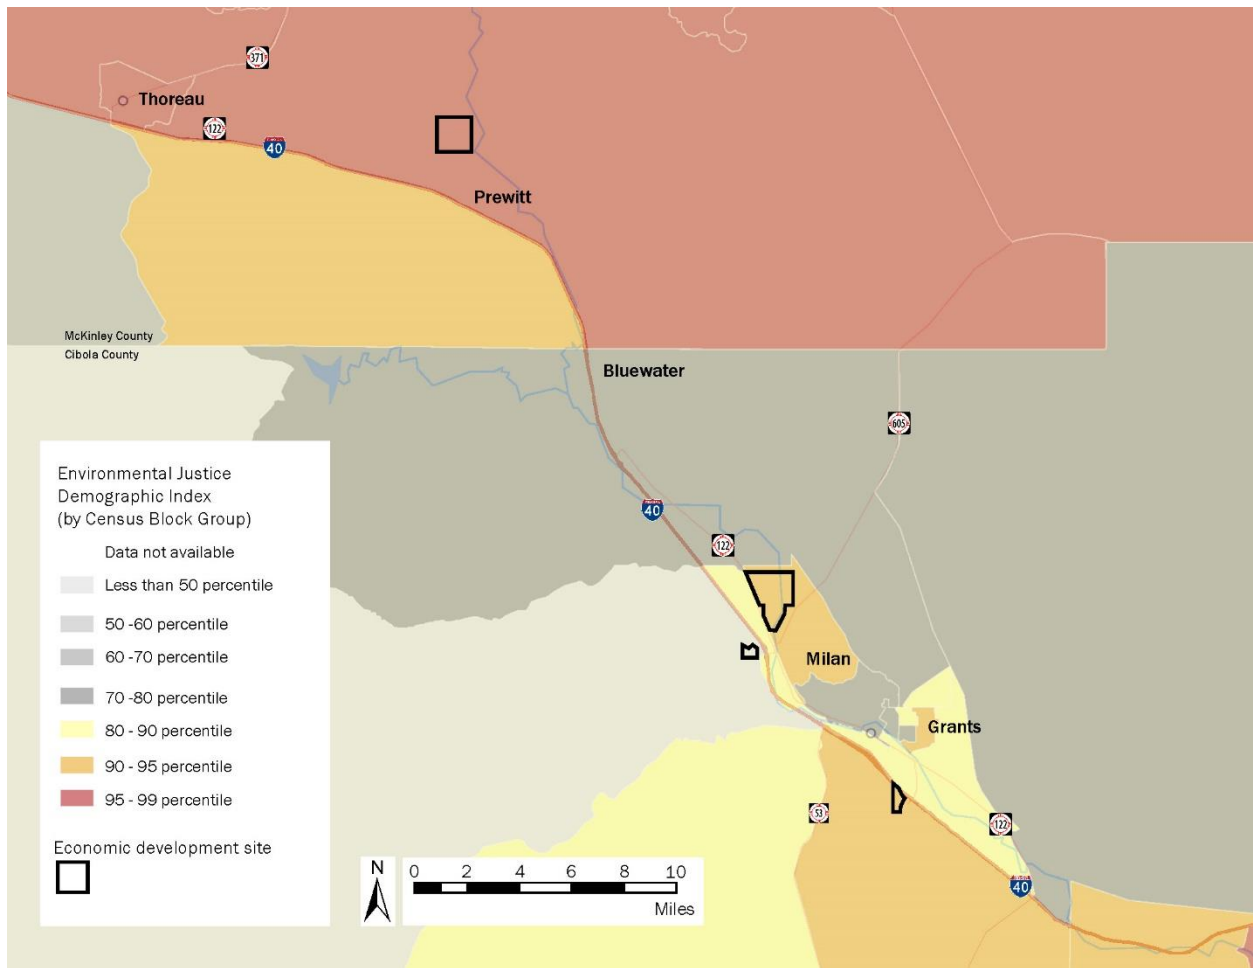 371
Thoreau
122
40
Prewitt
McKinley County
Cibola County
Bluewater
605
40
122
Milan
Grants
53
122
40
Environmental Justice
Demographic Index
(by Census Block Group)
Data not available
Less than 50 percentile
50 -60 percentile
60 -70 percentile
70 -80 percentile
80 - 90 percentile
90 - 95 percentile
95 - 99 percentile
Economic development site
N
0 2 4 6 8 10
Miles